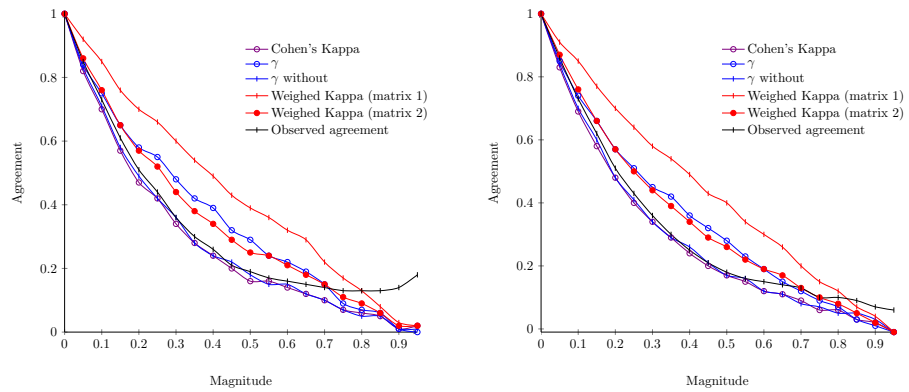 1
0.8
0.6
0.4
0.2
0
Agreement
0 0.1 0.2 0.3 0.4 0.5 0.6 0.7 0.8 0.9
Magnitude
Cohen's Kappa
γ
γ without
Weighed Kappa (matrix 1)
Weighed Kappa (matrix 2)
Observed agreement
1
0.8
0.6
0.4
0.2
0
Agreement
0 0.1 0.2 0.3 0.4 0.5 0.6 0.7 0.8 0.9
Magnitude
Cohen's Kappa
γ
γ without
Weighed Kappa (matrix 1)
Weighed Kappa (matrix 2)
Observed agreement